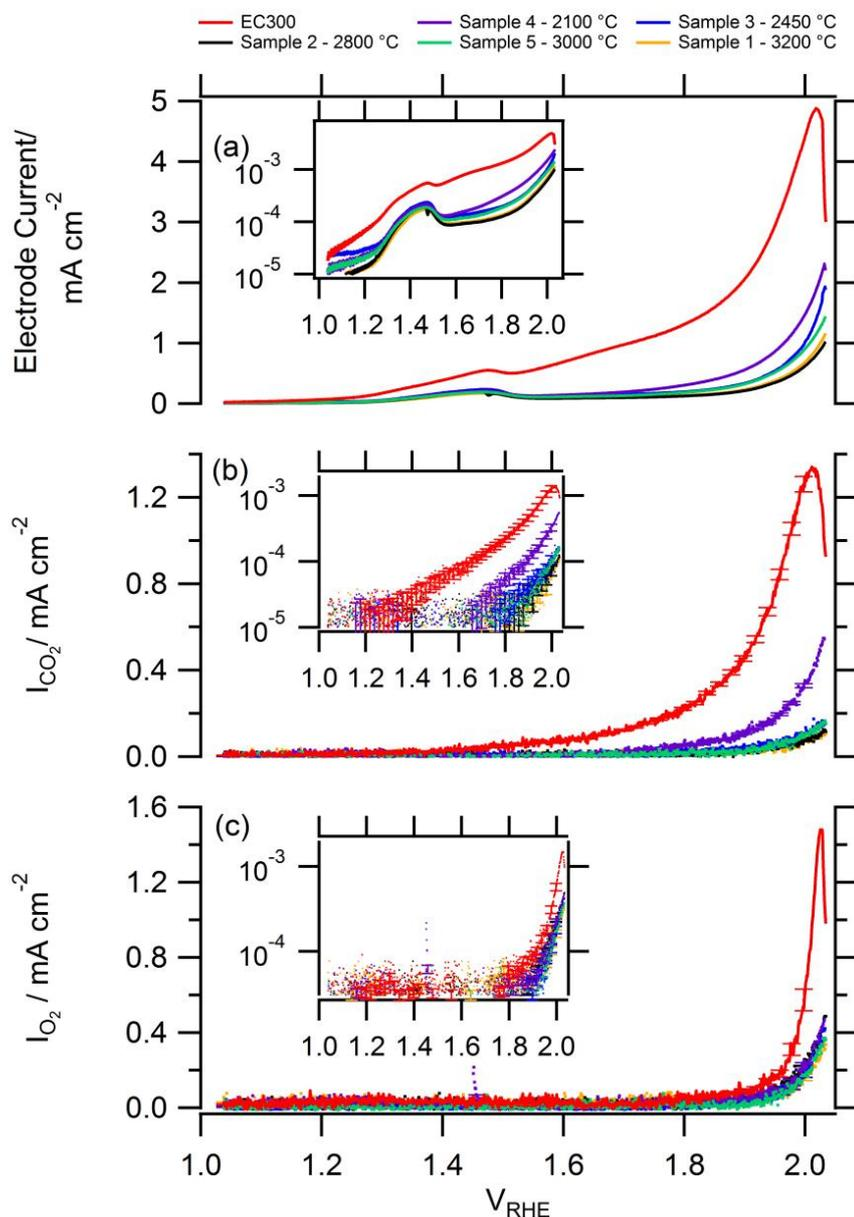 EC300 Sample 4 - 2100 °C Sample 3 - 2450 °C
Sample 2 - 2800 °C Sample 5 - 3000 °C Sample 1 - 3200 °C
Electrode Current/
mA cm-2
5
4
3
2
1
0
(a)
10-3
10-4
10-5
1.0 1.2 1.4 1.6 1.8 2.0
ICO2/ mA cm-2
1.2
0.8
0.4
0.0
(b)
10-3
10-4
10-5
1.0 1.2 1.4 1.6 1.8 2.0
IO2 / mA cm-2
1.6
1.2
0.8
0.4
0.0
(c)
10-3
10-4
1.0 1.2 1.4 1.6 1.8 2.0
1.0 1.2 1.4 1.6 1.8 2.0
VRHE